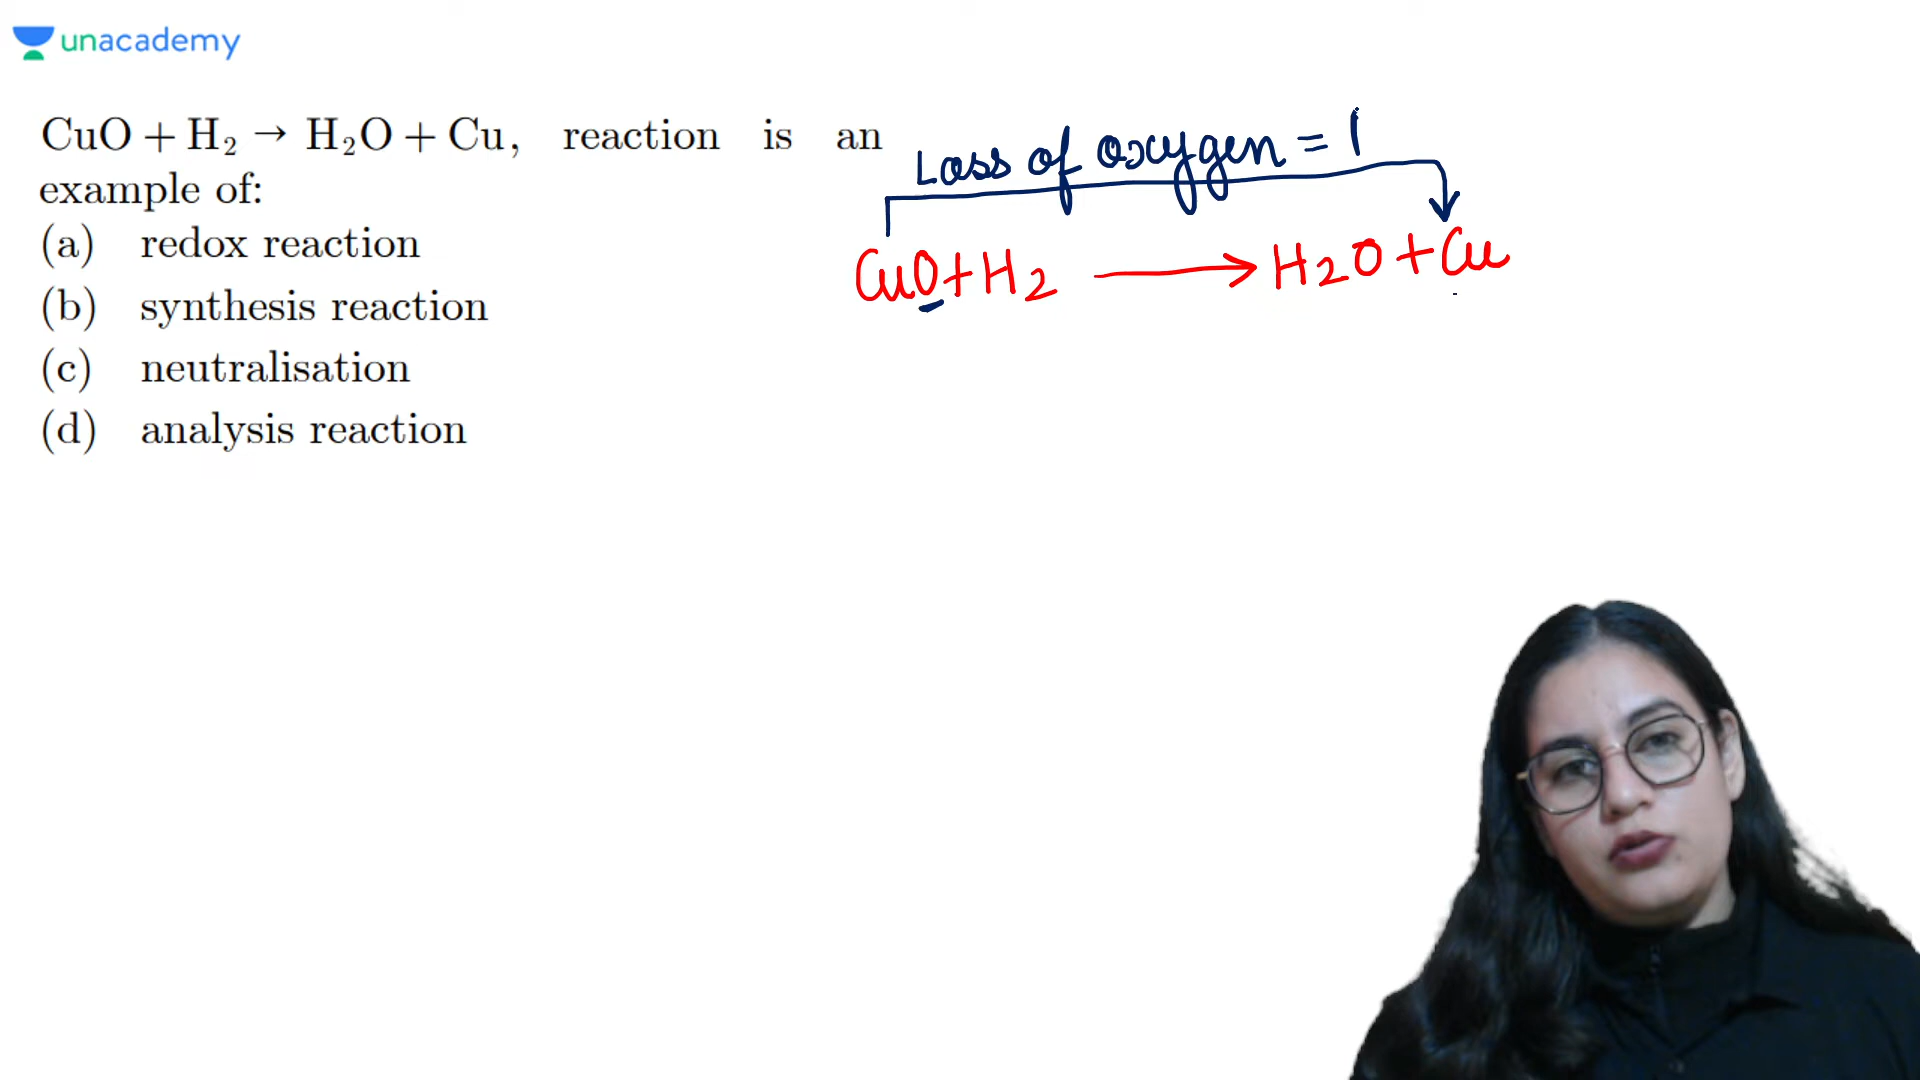 unacademy
CuO + H₂ → H₂O + Cu, reaction is an
example of:
(a) redox reaction
(b) synthesis reaction
(c) neutralisation
(d) analysis reaction
Loss of oxygen =
CuO + H2 → H2O + Cu